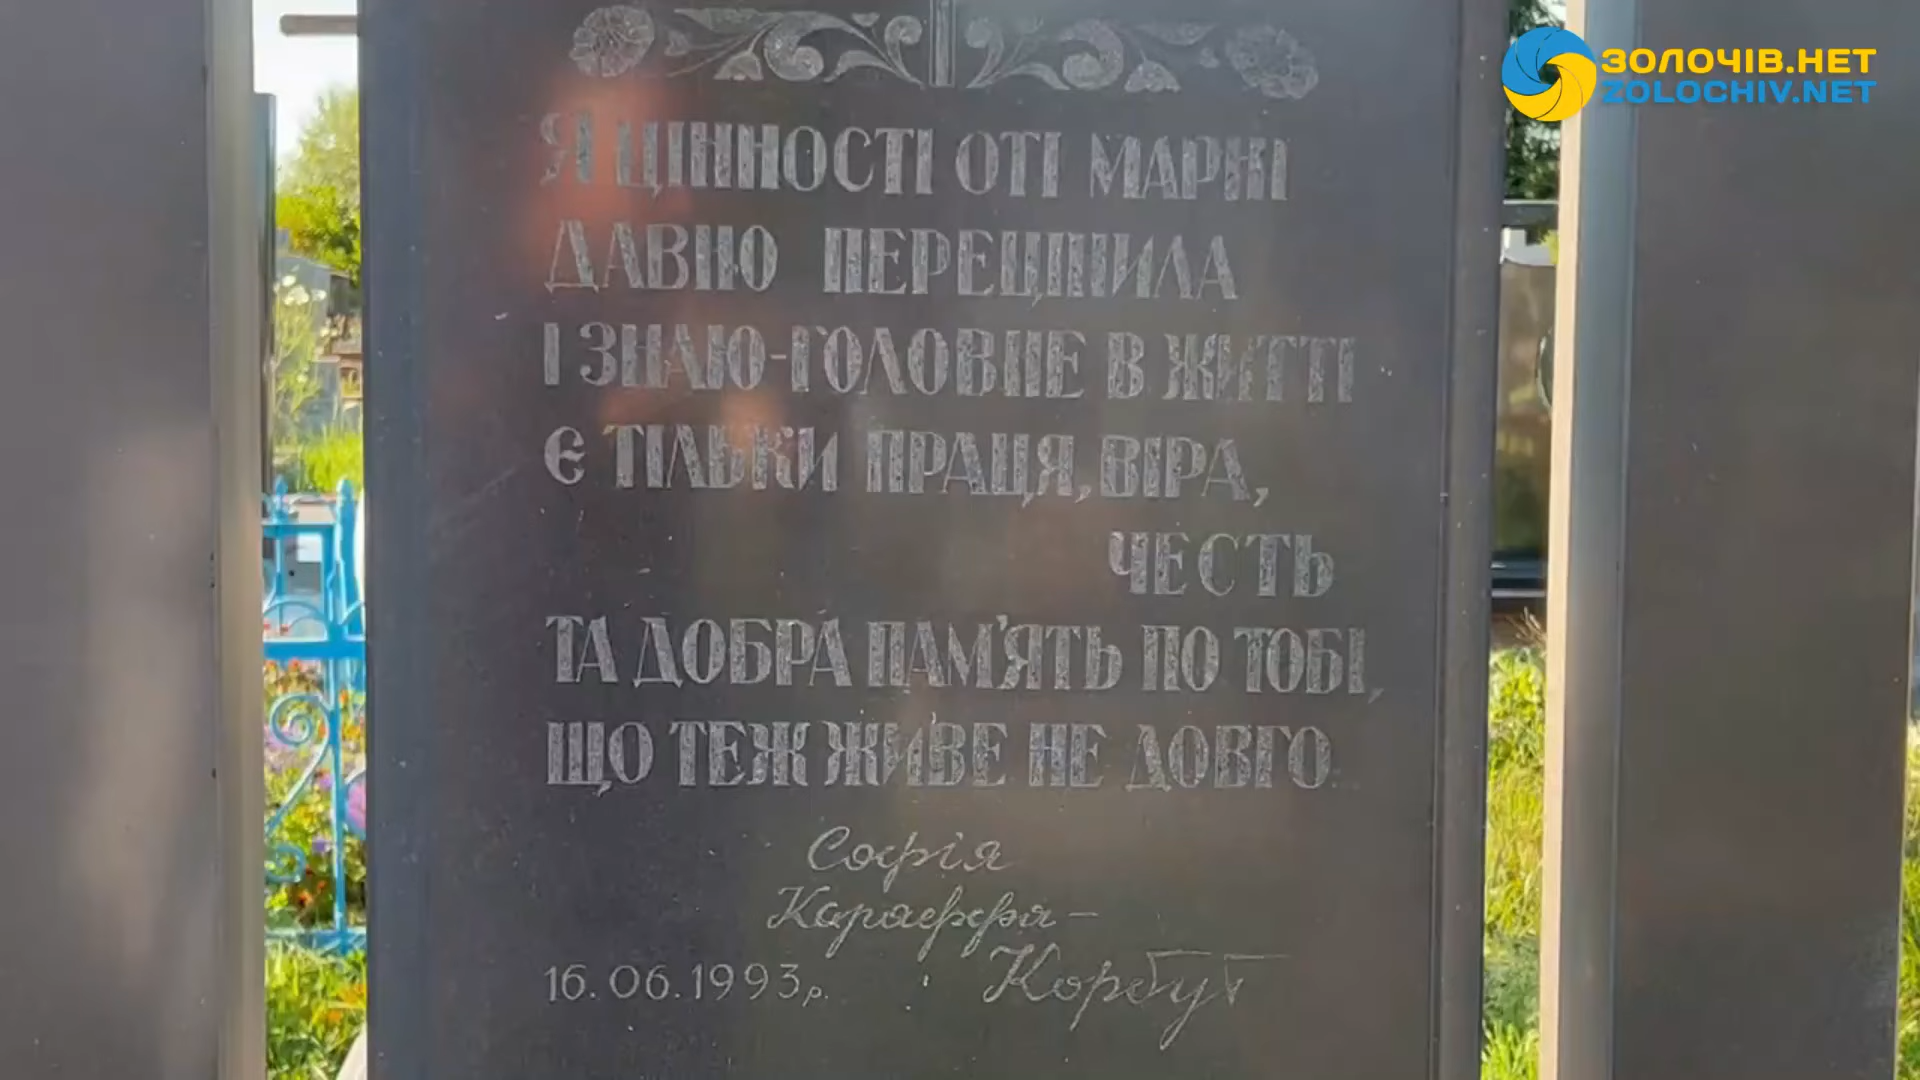 ЗОЛОЧІВ.НЕТ
ZOLOCHIV.NET
Я ЦІННОСТІ ОТІ МАРНІ
ДАВНО ПЕРЕЦІНИЛА
І ЗНАЮ-ГОЛОВНЕ В ЖИТТІ
Є ТІЛЬКИ ПРАЦЯ, ВІРА,
ЧЕСТЬ
ТА ДОБРА ПАМ'ЯТЬ ПО ТОБІ,
ЩО ТЕЖ ЖИВЕ НЕ ДОВГО...
Софія
Караффа-
Корбут
16.06.1993р.